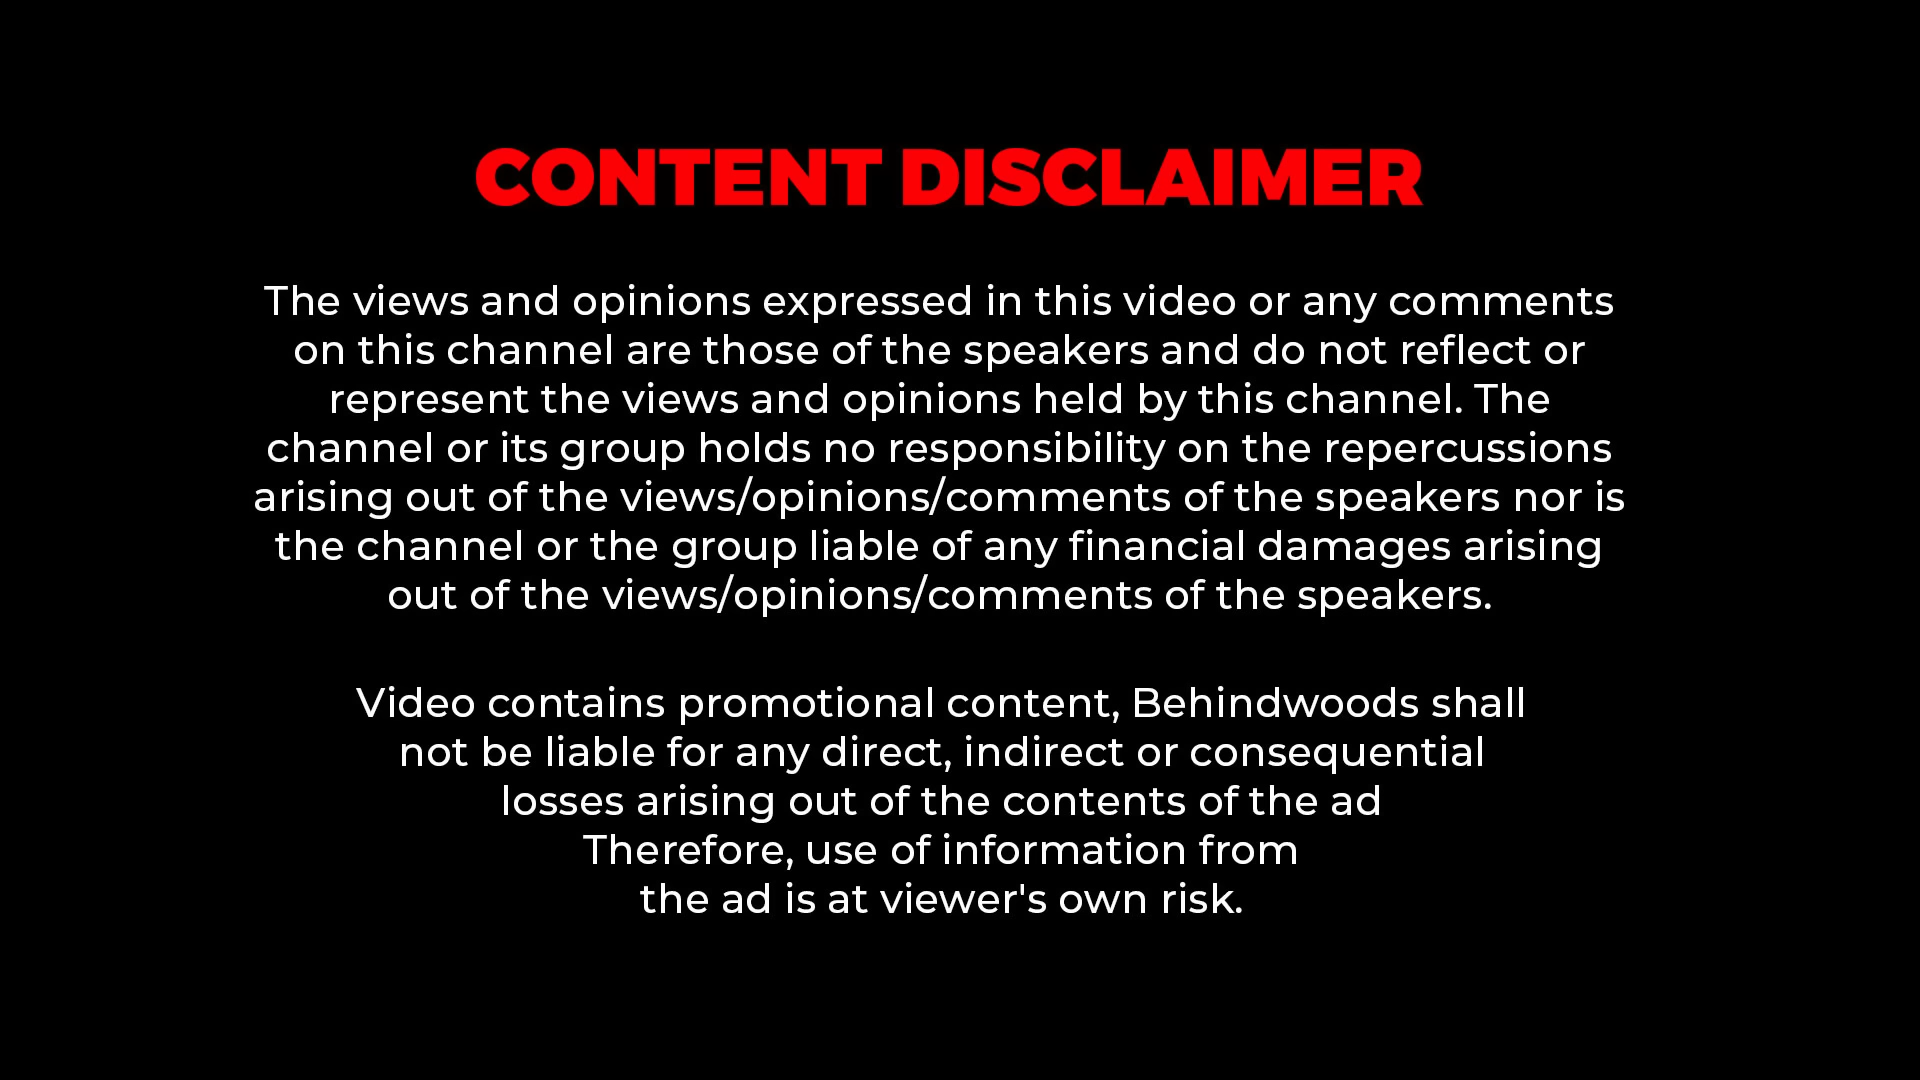 CONTENT DISCLAIMER
The views and opinions expressed in this video or any comments
on this channel are those of the speakers and do not reflect or
represent the views and opinions held by this channel. The
channel or its group holds no responsibility on the repercussions
arising out of the views/opinions/comments of the speakers nor is
the channel or the group liable of any financial damages arising
out of the views/opinions/comments of the speakers.
Video contains promotional content, Behindwoods shall
not be liable for any direct, indirect or consequential
losses arising out of the contents of the ad
Therefore, use of information from
the ad is at viewer's own risk.